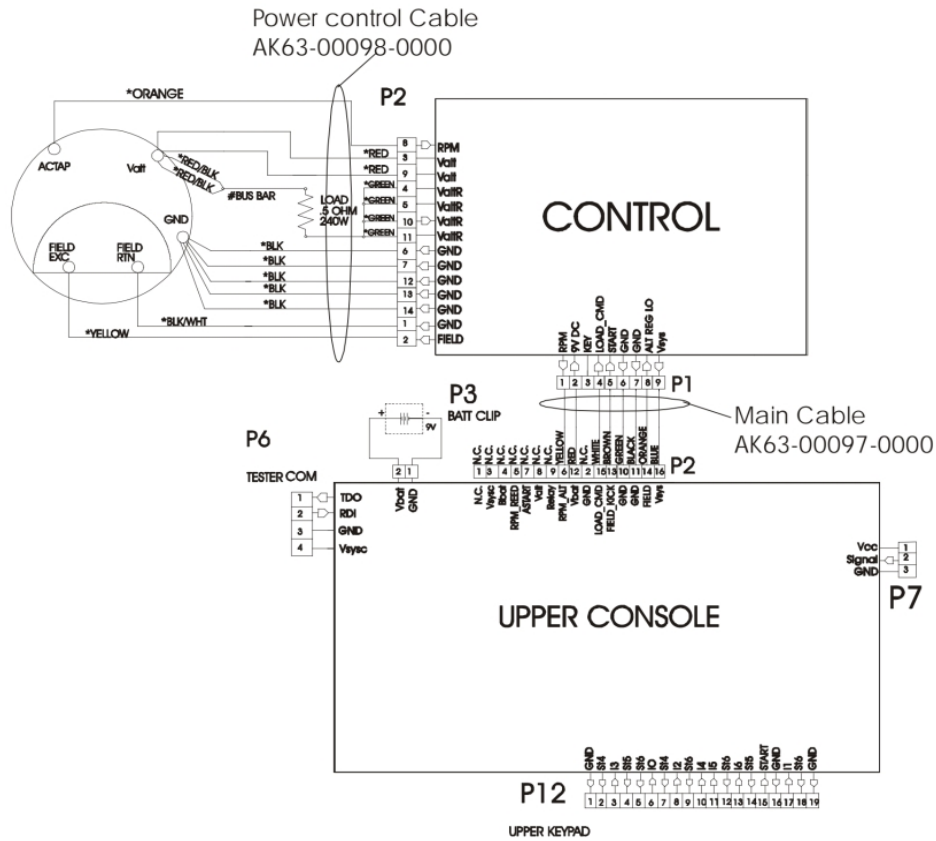 Power control Cable
AK63-00098-0000
P2
*ORANGE
ACTAP
Valt
*RED/BLK
*RED/BLK
#BUS BAR
LOAD
.5 OHM
240W
GND
FIELD
EXC
FIELD
RTN
*RED
*RED
*GREEN
*GREEN
*GREEN
*GREEN
*BLK
*BLK
*BLK
*BLK
*BLK
*BLK/WHT
*YELLOW
8 RPM
3 Valt
9 Valt
4 ValtR
5 ValtR
10 ValtR
11 ValtR
6 GND
7 GND
12 GND
13 GND
14 GND
1 GND
2 FIELD
CONTROL
RPM
9V DC
KEY
LOAD_CMD
START
GND
GND
ALT REG LO
Vsys
1 2 3 4 5 6 7 8 9
P1
Main Cable
AK63-00097-0000
P3
BATT CLIP
+ -
9V
2 1
Vbat
GND
P6
TESTER COM
1 TDO
2 RDI
3 GND
4 Vsysc
N.C.
N.C.
N.C.
N.C.
N.C.
N.C.
N.C.
YELLOW
RED
N.C.
WHITE
BROWN
GREEN
BLACK
ORANGE
BLUE
P2
1 3 4 5 7 8 9 6 12 2 15 13 10 11 14 16
N.C.
Vsysc
RPM_REED
ASTART
Valt
Relay
RPM_ALT
Vbat
GND
LOAD_CMD
FIELD_KICK
GND
GND
FIELD
Vsys
UPPER CONSOLE
Vcc 1
Signal 2
GND 3
P7
GND
St4
I3
St5
St6
IO
St4
I2
St6
I4
I5
St6
I6
St5
START
GND
I1
St6
GND
P12
1 2 3 4 5 6 7 8 9 10 11 12 13 14 15 16 17 18 19
UPPER KEYPAD